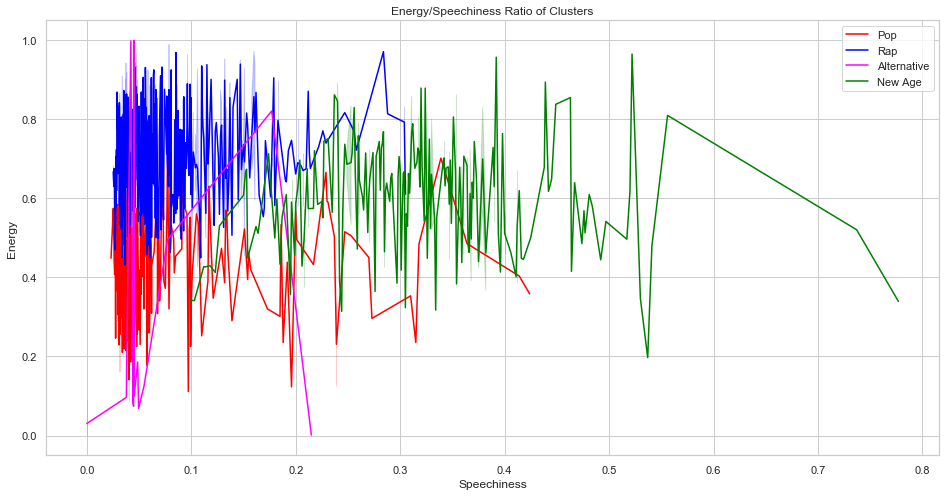 Energy/Speechiness Ratio of Clusters
Pop
Rap
Alternative
New Age
Energy
1.0
0.8
0.6
0.4
0.2
0.0
0.0 0.1 0.2 0.3 0.4 0.5 0.6 0.7 0.8
Speechiness